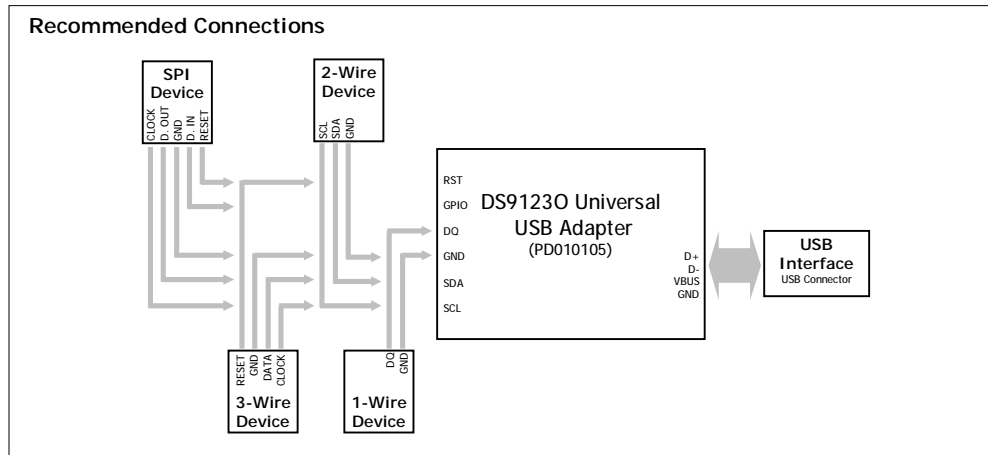 Recommended Connections
SPI
Device
CLOCK
D. OUT
GND
D. IN
RESET
2-Wire
Device
SCL
SDA
GND
RST
GPIO
DQ
GND
SDA
SCL
DS9123O Universal
USB Adapter
(PD010105)
D+
D-
VBUS
GND
USB
Interface
USB Connector
RESET
GND
DATA
CLOCK
3-Wire
Device
DQ
GND
1-Wire
Device